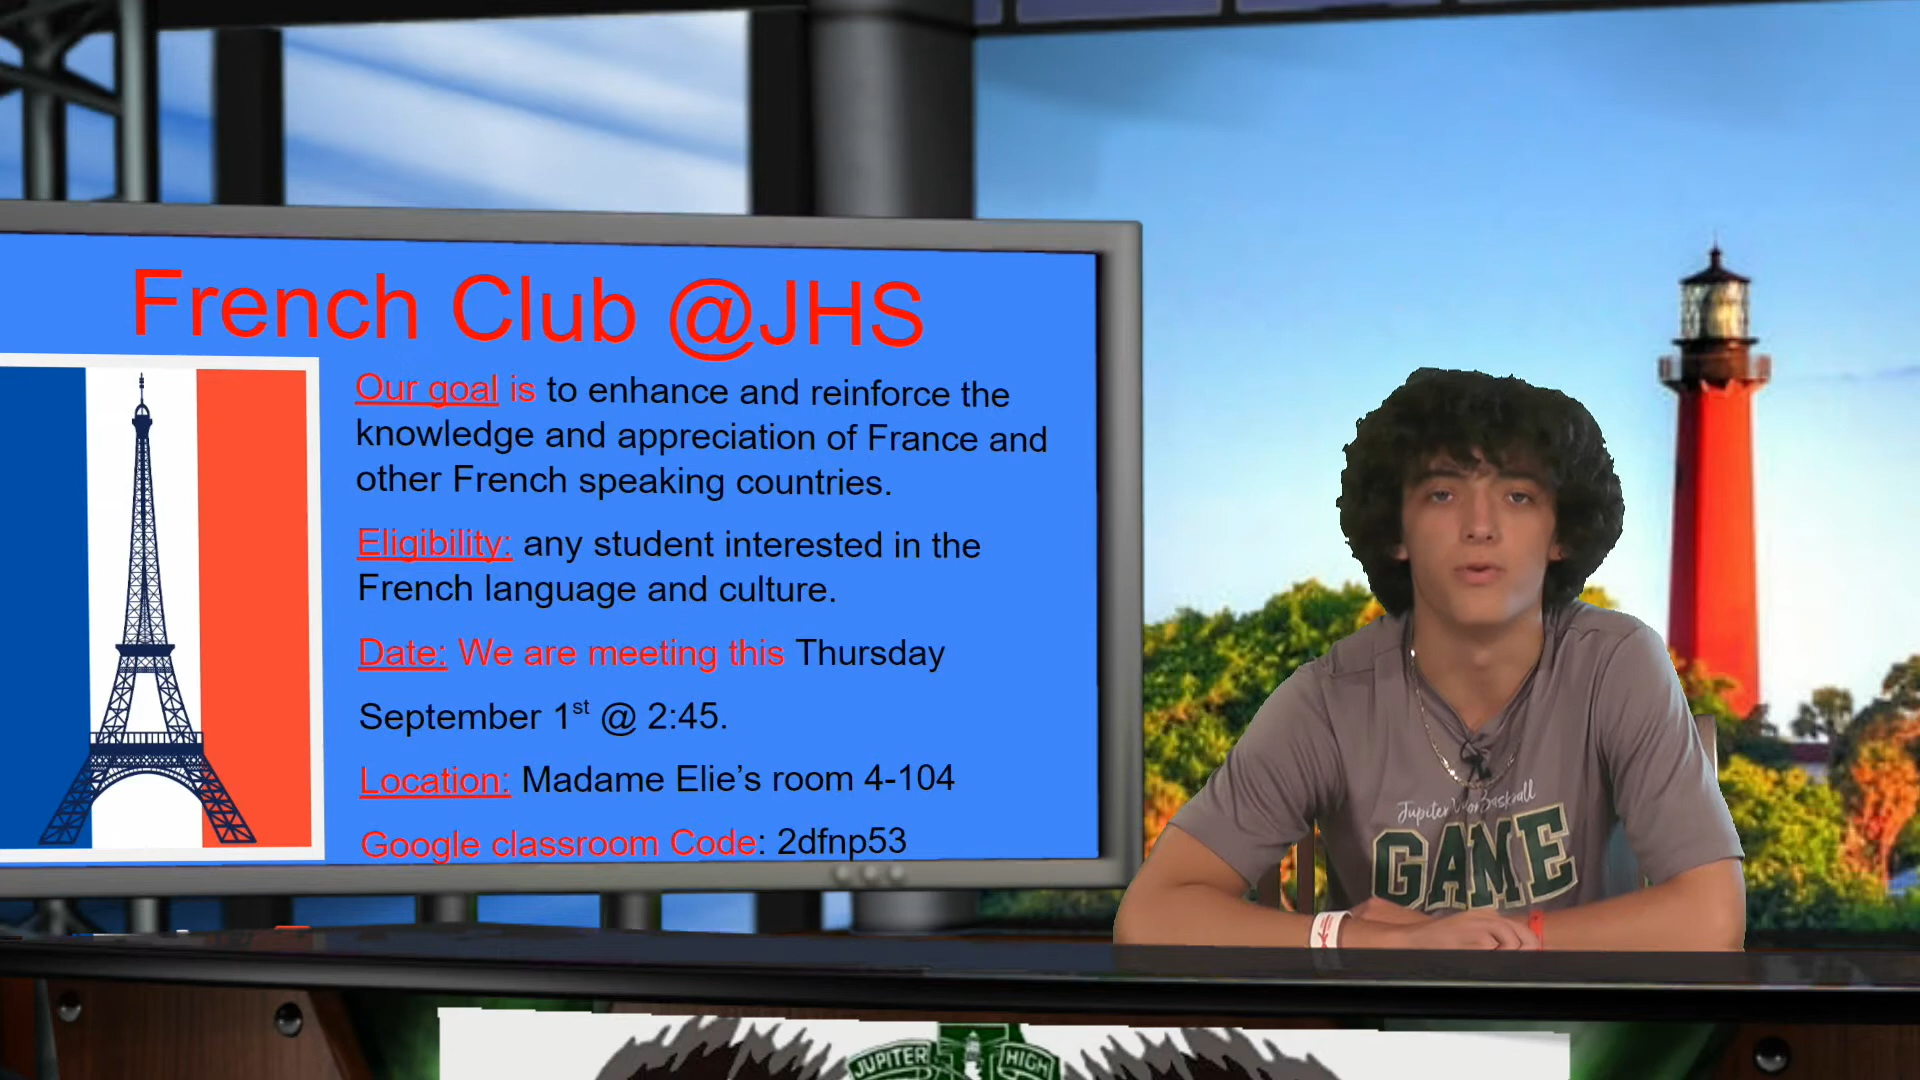 French Club @JHS
Our goal is to enhance and reinforce the
knowledge and appreciation of France and
other French speaking countries.
Eligibility: any student interested in the
French language and culture.
Date: We are meeting this Thursday
September 1st @ 2:45.
Location: Madame Elie’s room 4-104
Google classroom Code: 2dfnp53
Jupiter
GAME
JUPITER HIGH